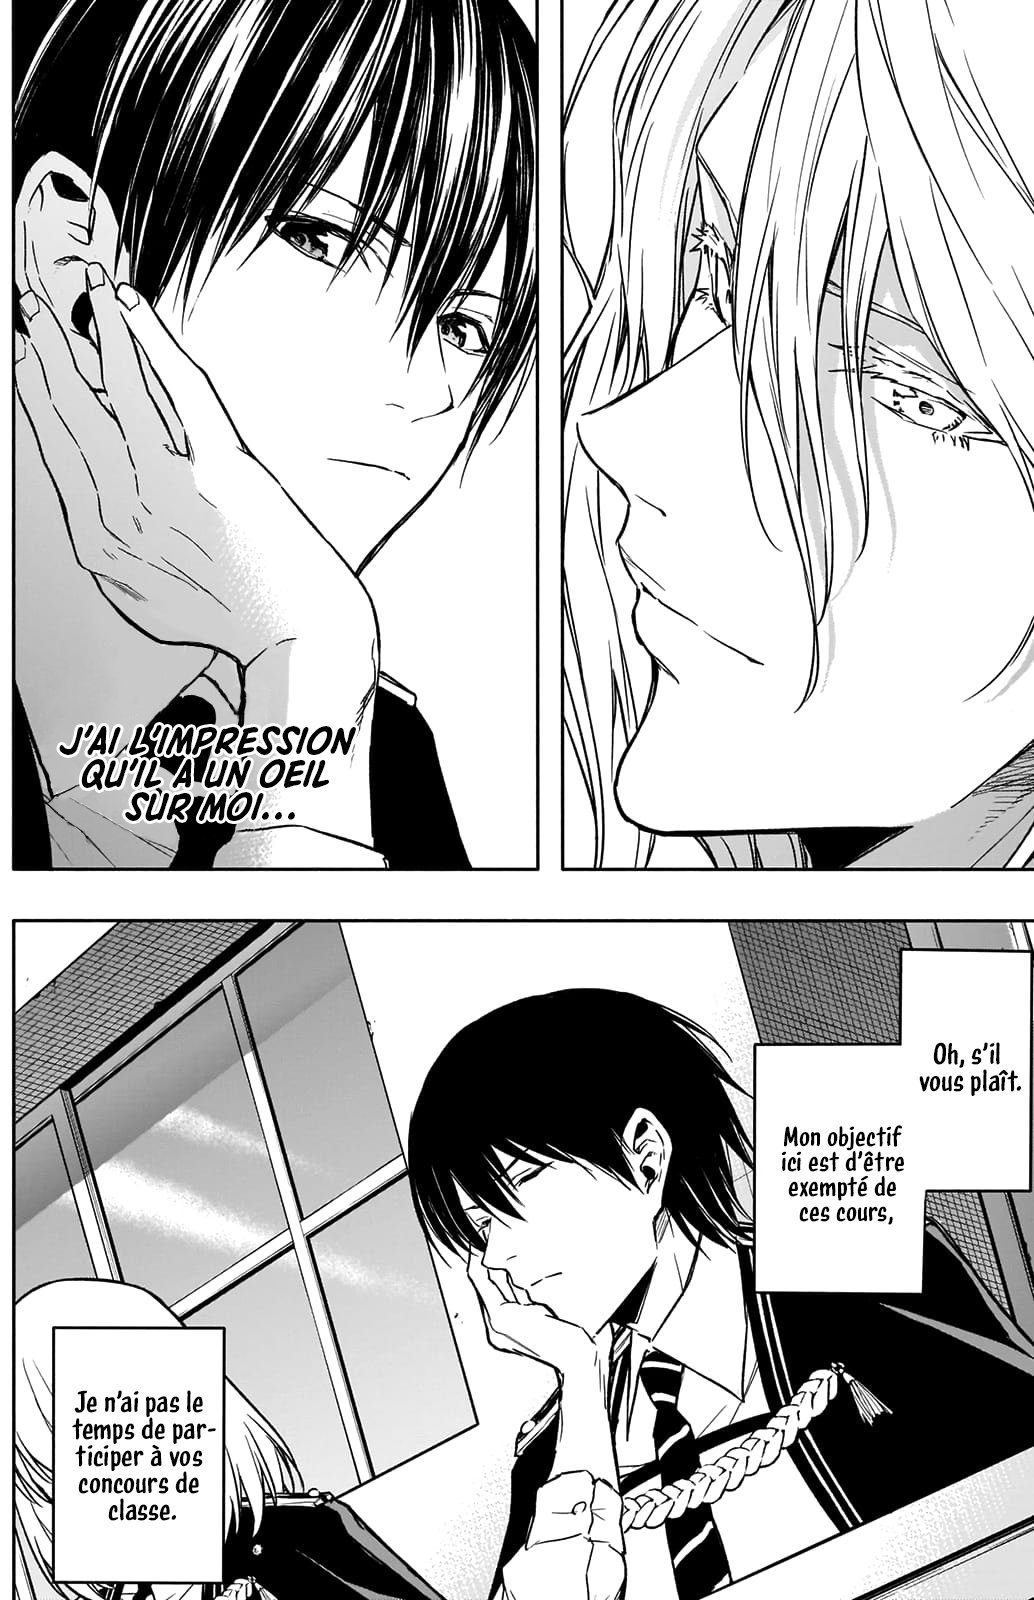 J'AI L'IMPRESSION
QU'IL A UN OEIL
SUR MOI...
Oh, s'il
vous plaît.
Mon objectif
ici est d'être
exempté de
ces cours,
Je n'ai pas le
temps de par-
ticiper à vos
concours de
classe.